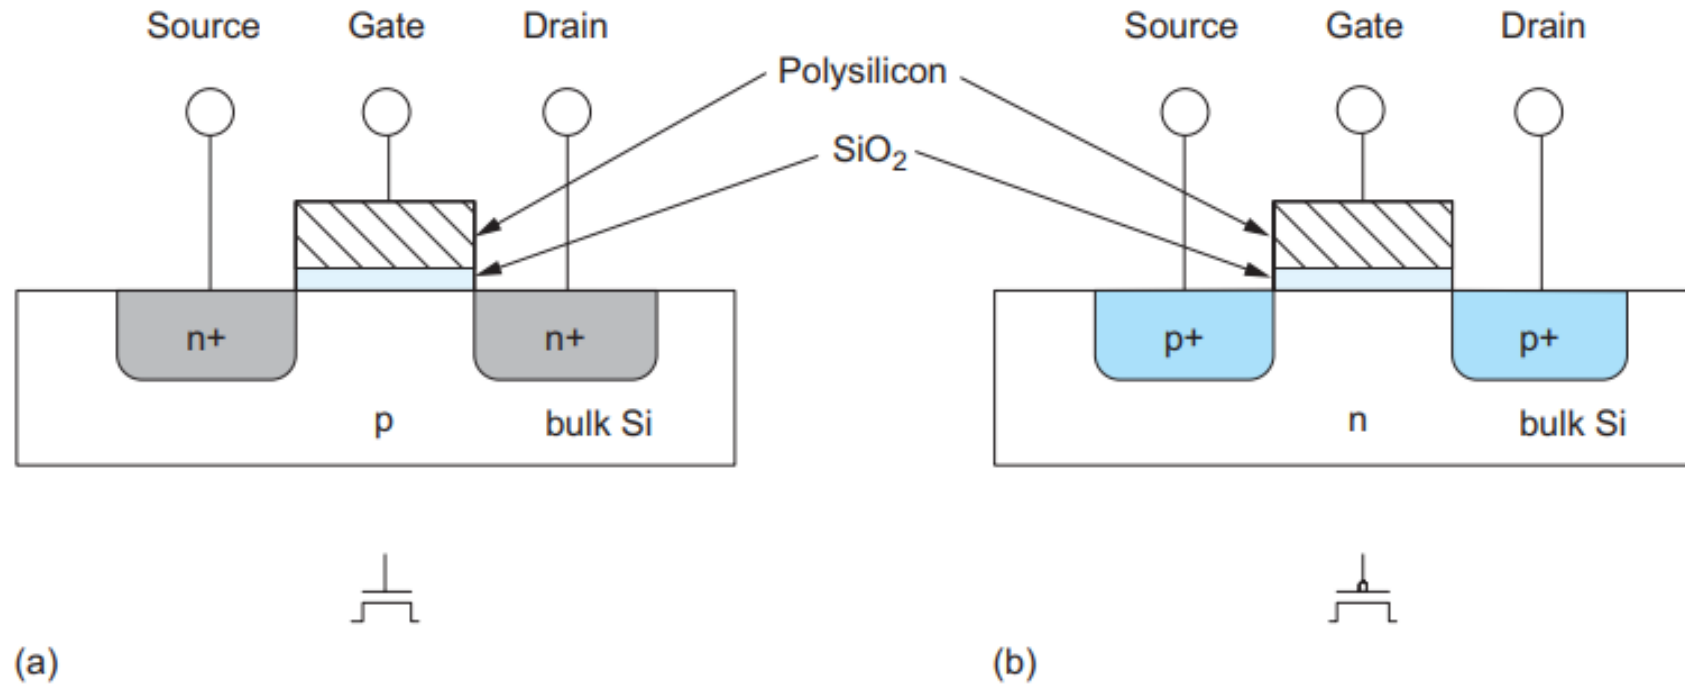 Source Gate Drain
Source Gate Drain
Polysilicon
SiO₂
n+ n+
p bulk Si
p+ p+
n bulk Si
(a)
(b)